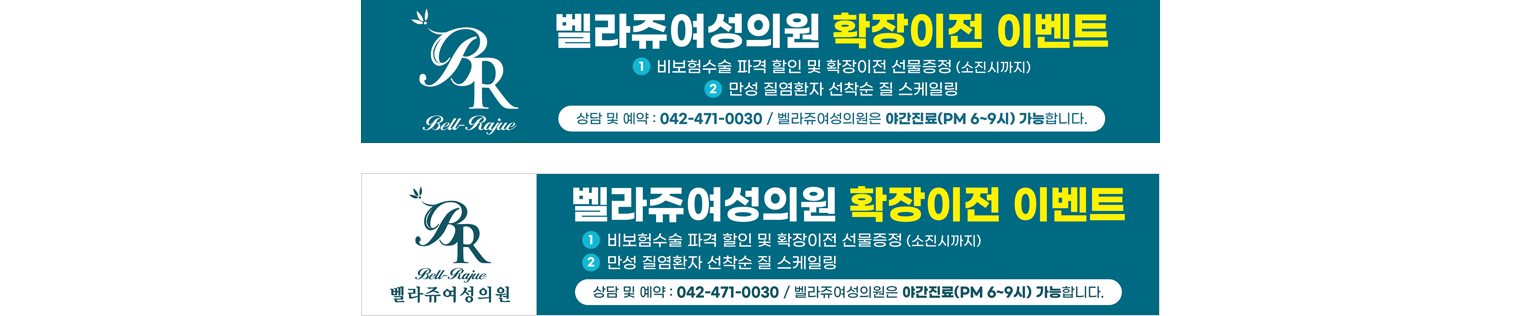 BR
Bell-Rajue
벨라쥬여성의원 확장이전 이벤트
1 비보험수술 파격 할인 및 확장이전 선물증정 (소진시까지)
2 만성 질염환자 선착순 질 스케일링
상담 및 예약 : 042-471-0030 / 벨라쥬여성의원은 야간진료(PM 6~9시) 가능합니다.
BR
Bell-Rajue
벨라쥬여성의원
벨라쥬여성의원 확장이전 이벤트
1 비보험수술 파격 할인 및 확장이전 선물증정 (소진시까지)
2 만성 질염환자 선착순 질 스케일링
상담 및 예약 : 042-471-0030 / 벨라쥬여성의원은 야간진료(PM 6~9시) 가능합니다.